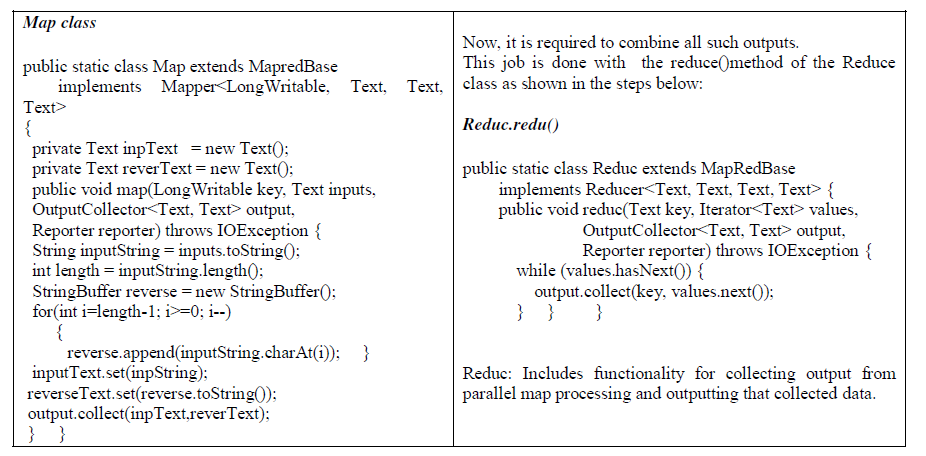 Map class
public static class Map extends MapredBase
implements Mapper<LongWritable, Text, Text,
Text>
{
private Text inpText = new Text();
private Text reverText = new Text();
public void map(LongWritable key, Text inputs,
OutputCollector<Text, Text> output,
Reporter reporter) throws IOException {
String inputString = inputs.toString();
int length = inputString.length();
StringBuffer reverse = new StringBuffer();
for(int i=length-1; i>=0; i--)
{
reverse.append(inputString.charAt(i)); }
inputText.set(inpString);
reverseText.set(reverse.toString());
output.collect(inpText,reverText);
} }
Now, it is required to combine all such outputs.
This job is done with the reduce()method of the Reduce
class as shown in the steps below:
Reduc.redu()
public static class Reduc extends MapRedBase
implements Reducer<Text, Text, Text, Text> {
public void reduc(Text key, Iterator<Text> values,
OutputCollector<Text, Text> output,
Reporter reporter) throws IOException {
while (values.hasNext()) {
output.collect(key, values.next());
} } }
Reduc: Includes functionality for collecting output from
parallel map processing and outputting that collected data.